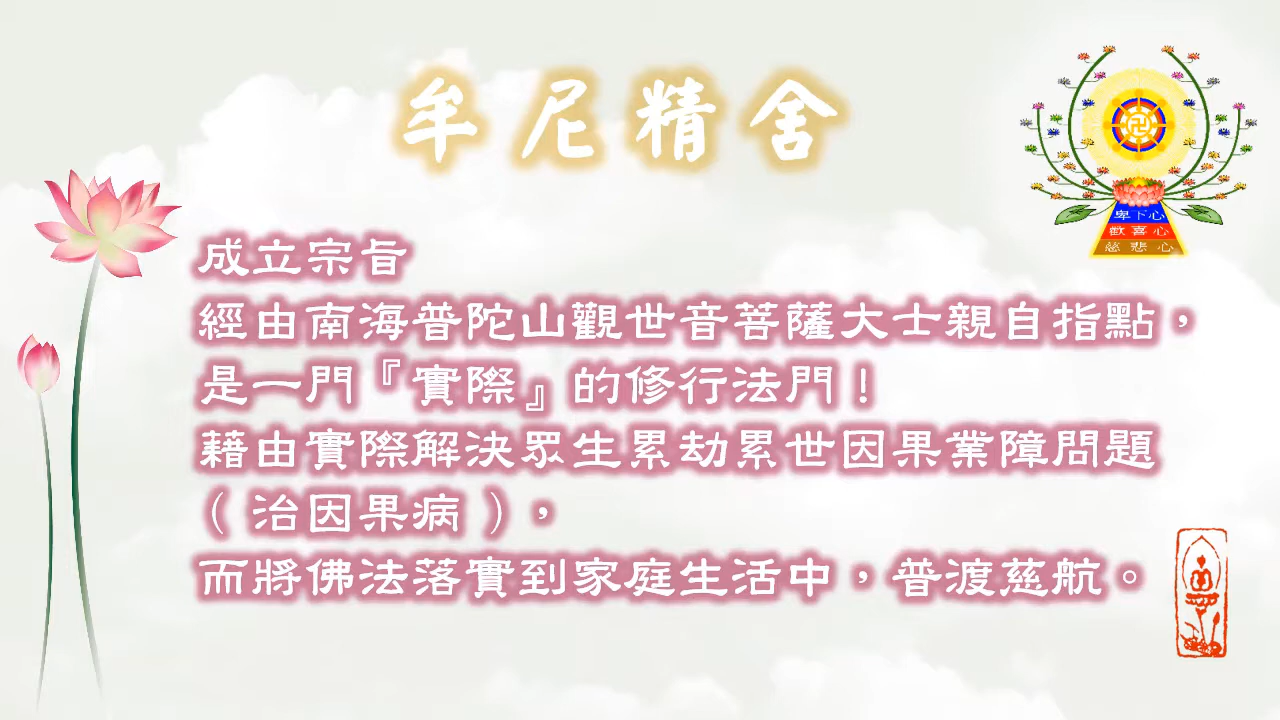 牟尼精舍
卑下心
歡喜心
慈悲心
成立宗旨
經由南海普陀山觀世音菩薩大士親自指點，
是一門『實際』的修行法門！
藉由實際解決眾生累劫累世因果業障問題
（治因果病），
而將佛法落實到家庭生活中，普渡慈航。